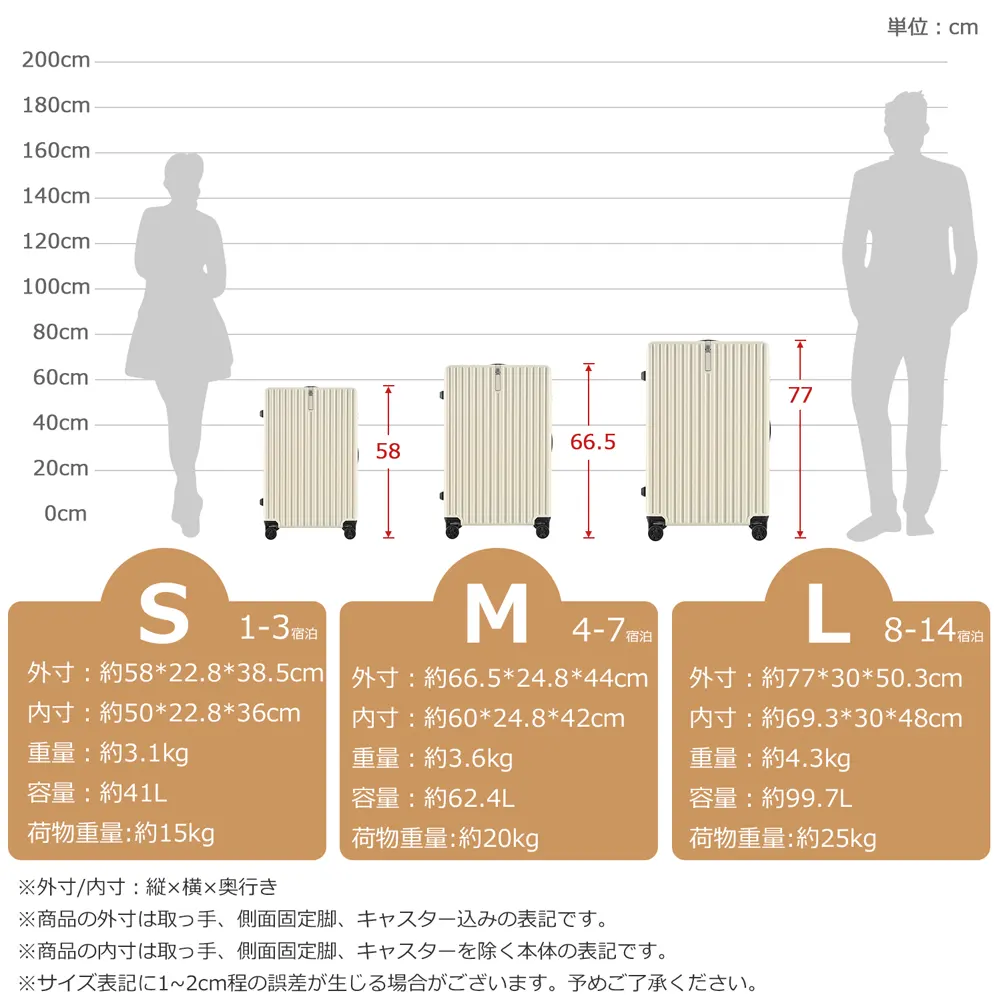 単位：cm
200cm
180cm
160cm
140cm
120cm
100cm
80cm
60cm
40cm
20cm
0cm
58
66.5
77
S 1-3宿泊
外寸：約58*22.8*38.5cm
内寸：約50*22.8*36cm
重量：約3.1kg
容量：約41L
荷物重量:約15kg
M 4-7宿泊
外寸：約66.5*24.8*44cm
内寸：約60*24.8*42cm
重量：約3.6kg
容量：約62.4L
荷物重量:約20kg
L 8-14宿泊
外寸：約77*30*50.3cm
内寸：約69.3*30*48cm
重量：約4.3kg
容量：約99.7L
荷物重量:約25kg
※外寸/内寸：縦×横×奥行き
※商品の外寸は取っ手、側面固定脚、キャスター込みの表記です。
※商品の内寸は取っ手、側面固定脚、キャスターを除く本体の表記です。
※サイズ表記に1~2cm程の誤差が生じる場合がございます。予めご了承ください。